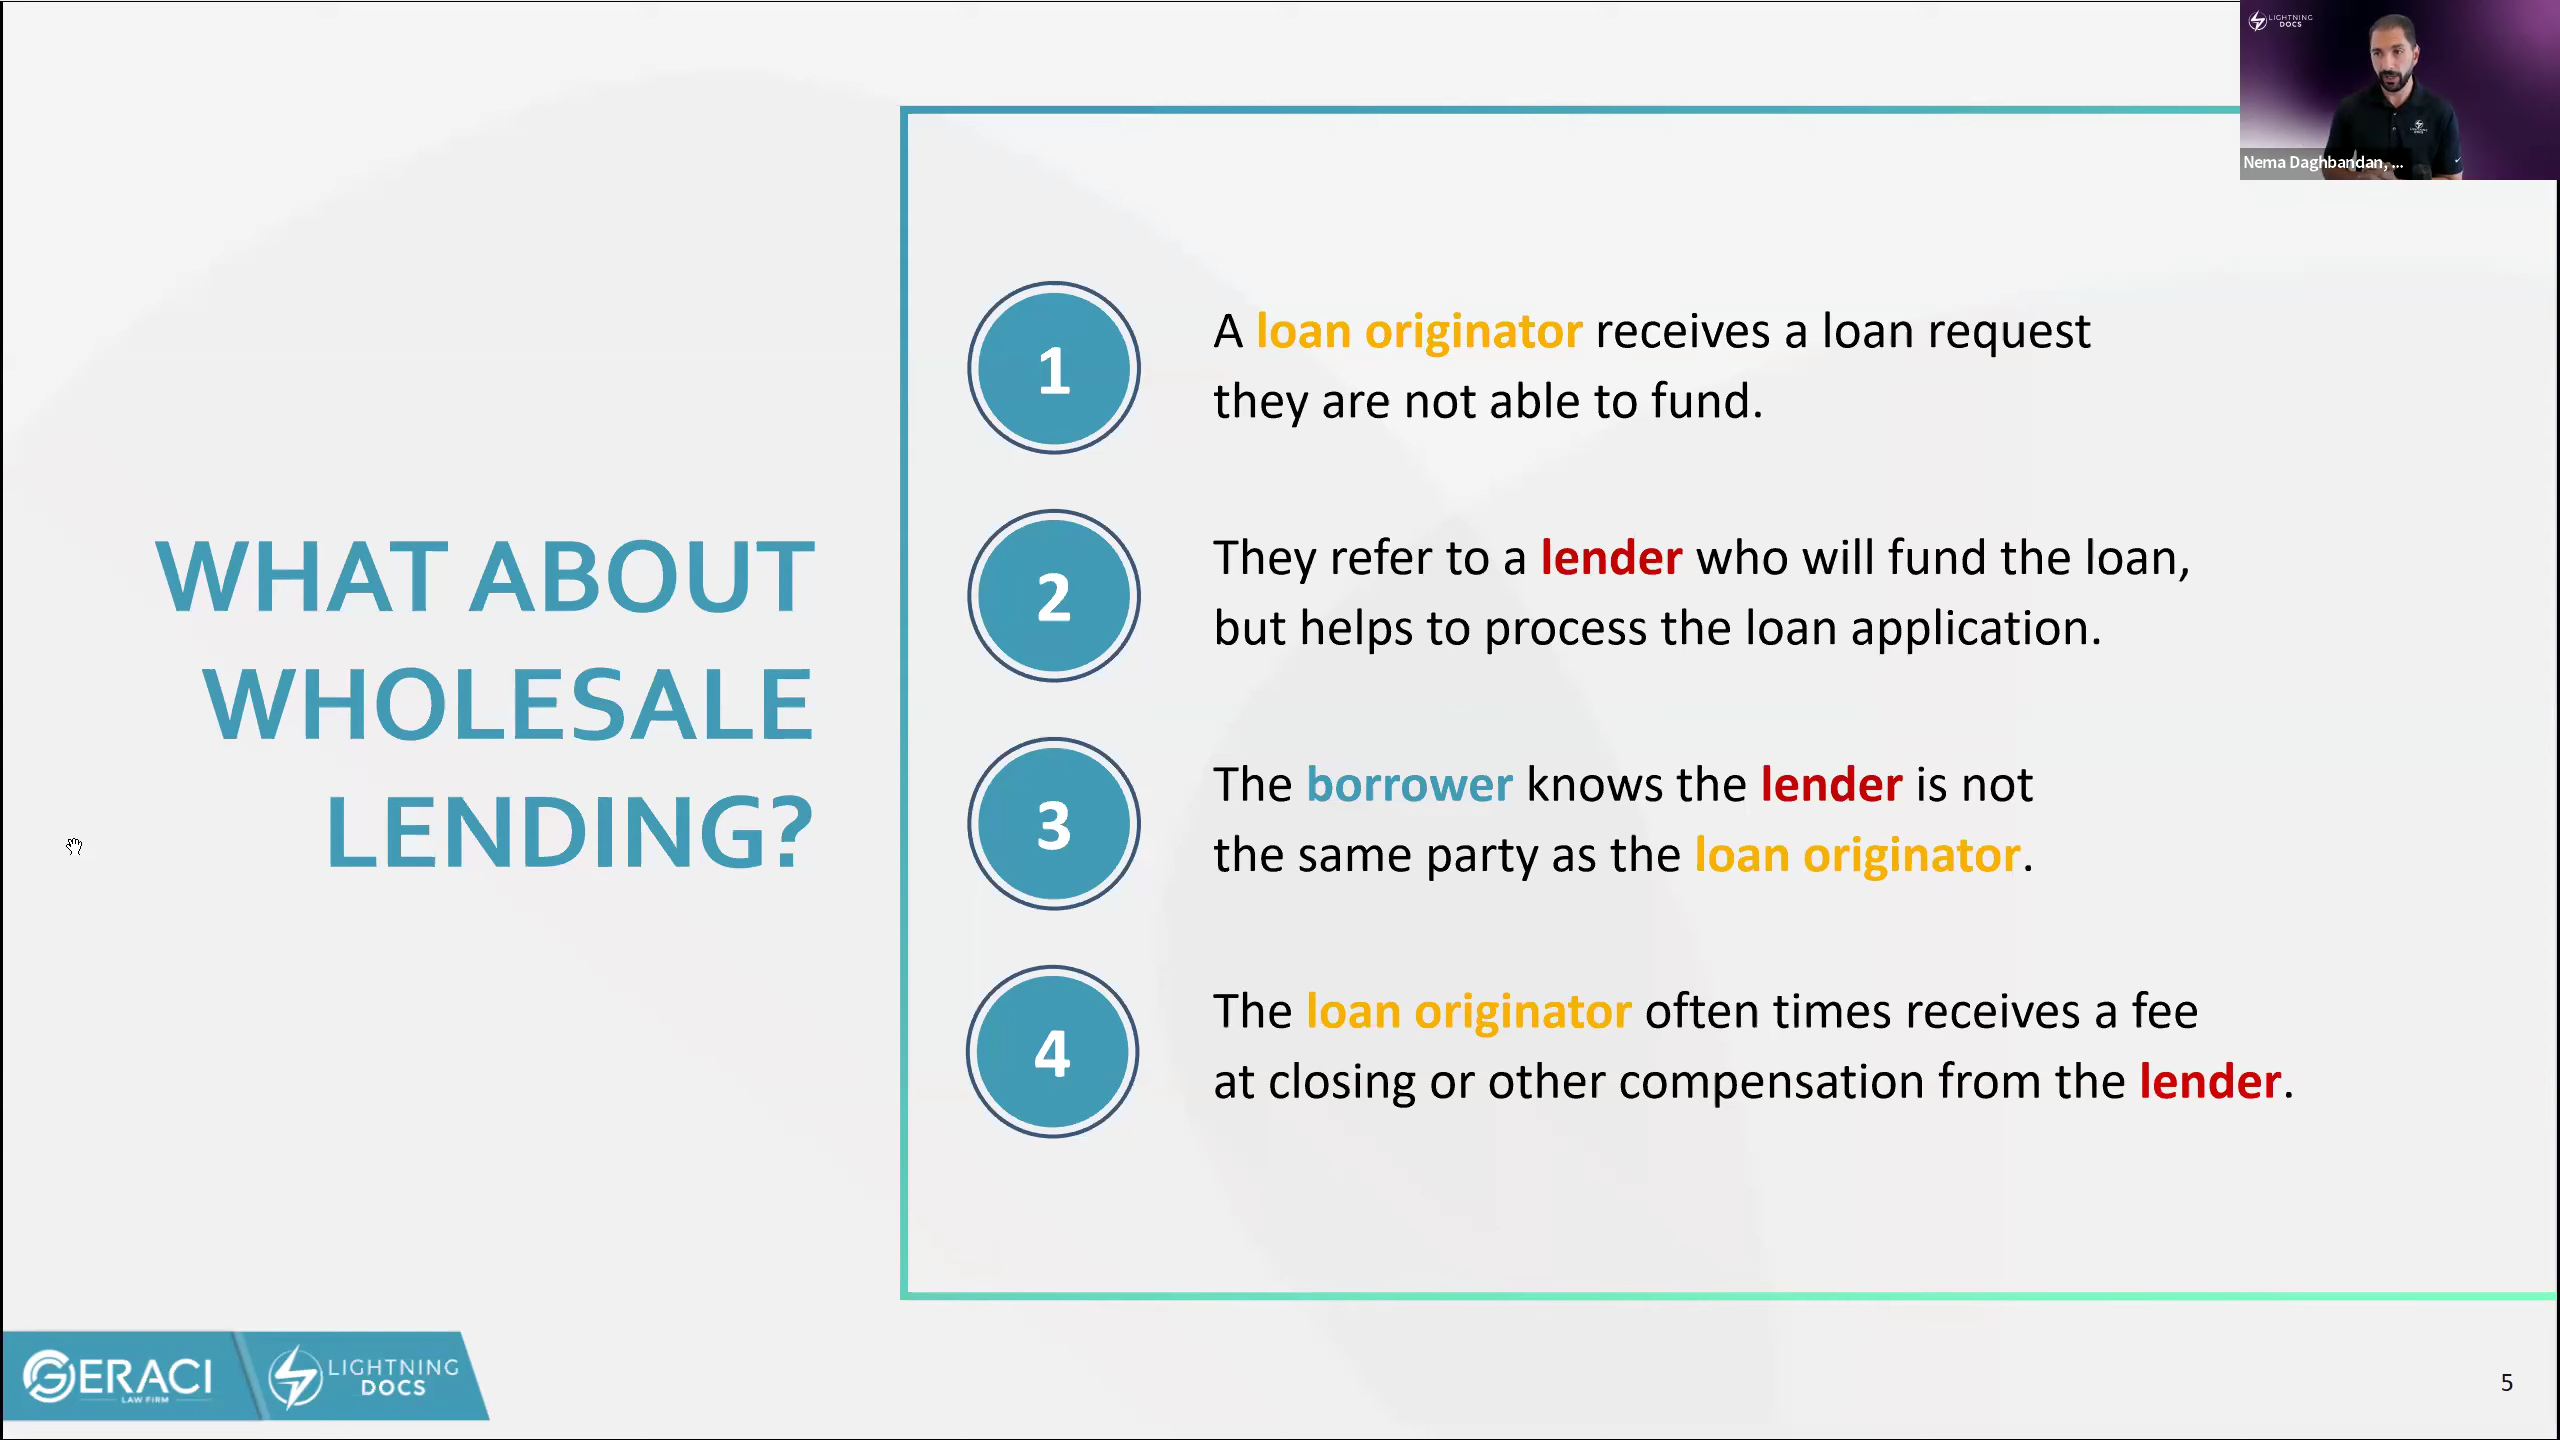 LIGHTNING
DOCS
Nema Daghbandan, ...
WHAT ABOUT
WHOLESALE
LENDING?
1
A loan originator receives a loan request
they are not able to fund.
2
They refer to a lender who will fund the loan,
but helps to process the loan application.
3
The borrower knows the lender is not
the same party as the loan originator.
4
The loan originator often times receives a fee
at closing or other compensation from the lender.
GERACI
LAW FIRM
LIGHTNING
DOCS
5